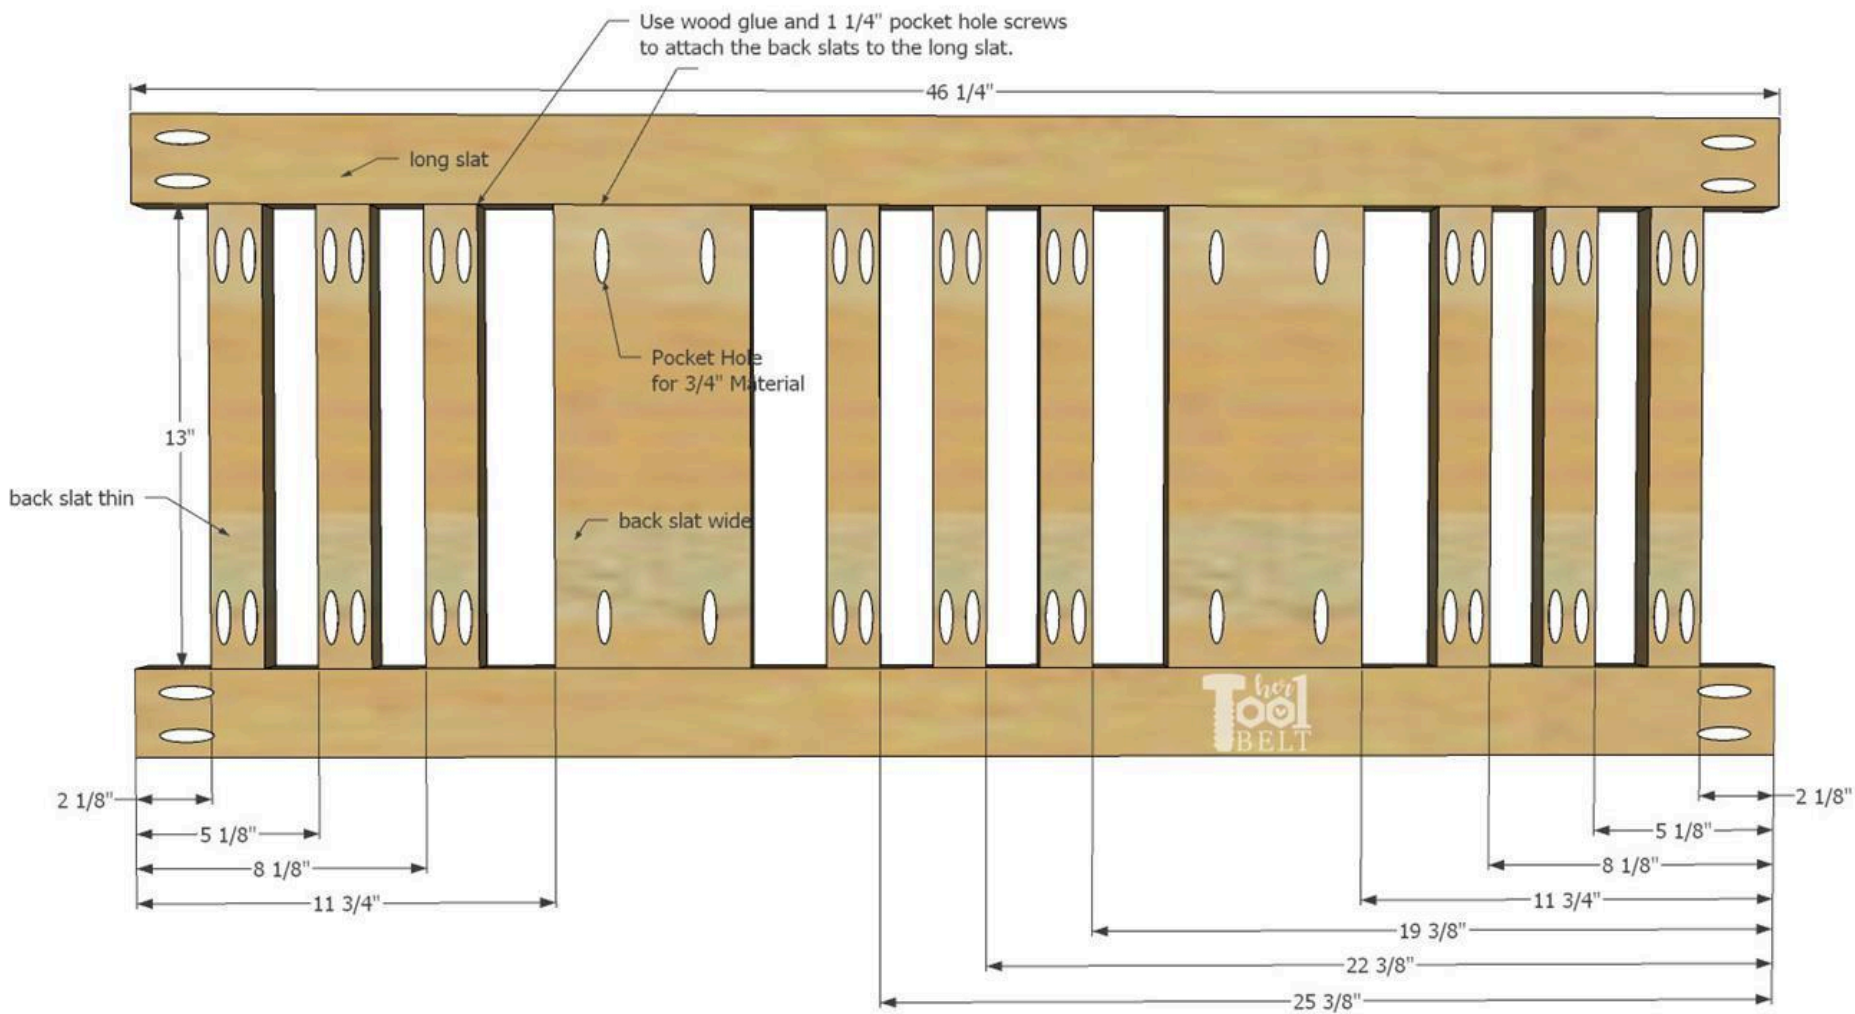 Use wood glue and 1 1/4" pocket hole screws
to attach the back slats to the long slat.
46 1/4"
long slat
Pocket Hole
for 3/4" Material
13"
back slat thin
back slat wide
her
Tool
BELT
2 1/8"
2 1/8"
5 1/8"
5 1/8"
8 1/8"
8 1/8"
11 3/4"
11 3/4"
19 3/8"
22 3/8"
25 3/8"